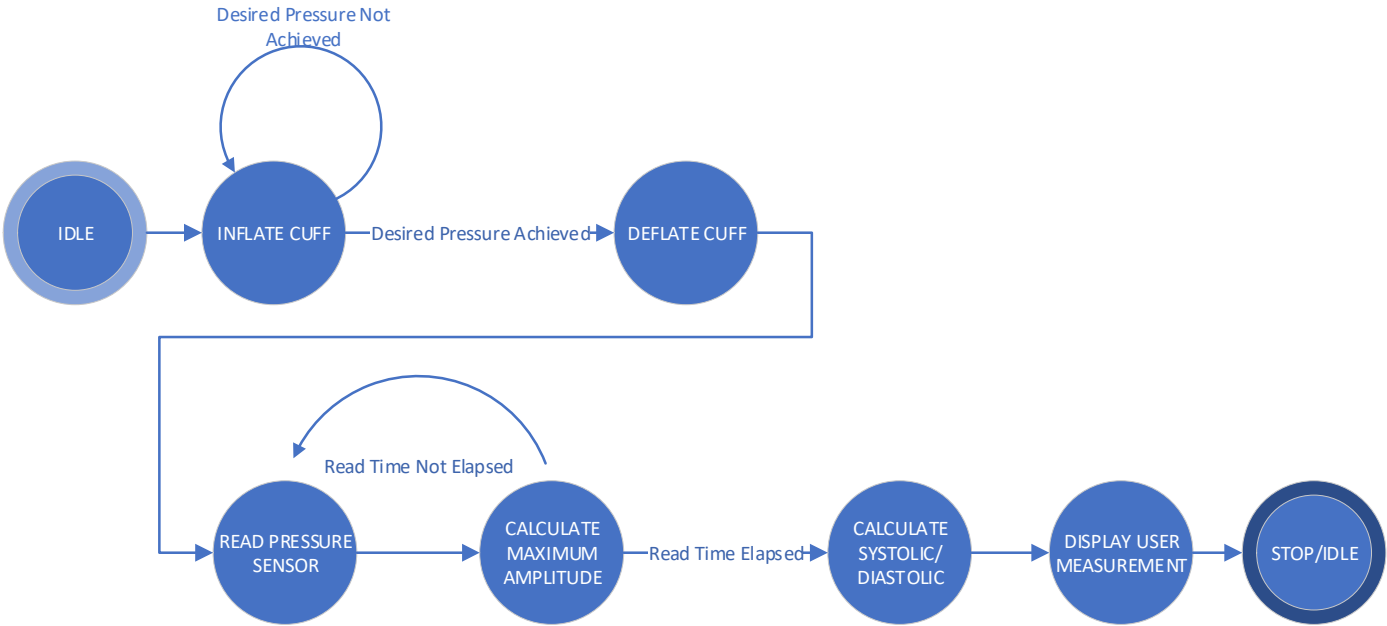 Desired Pressure Not
Achieved
IDLE
INFLATE CUFF
Desired Pressure Achieved
DEFLATE CUFF
Read Time Not Elapsed
READ PRESSURE
SENSOR
CALCULATE
MAXIMUM
AMPLITUDE
Read Time Elapsed
CALCULATE
SYSTOLIC/
DIASTOLIC
DISPLAY USER
MEASUREMENT
STOP/IDLE